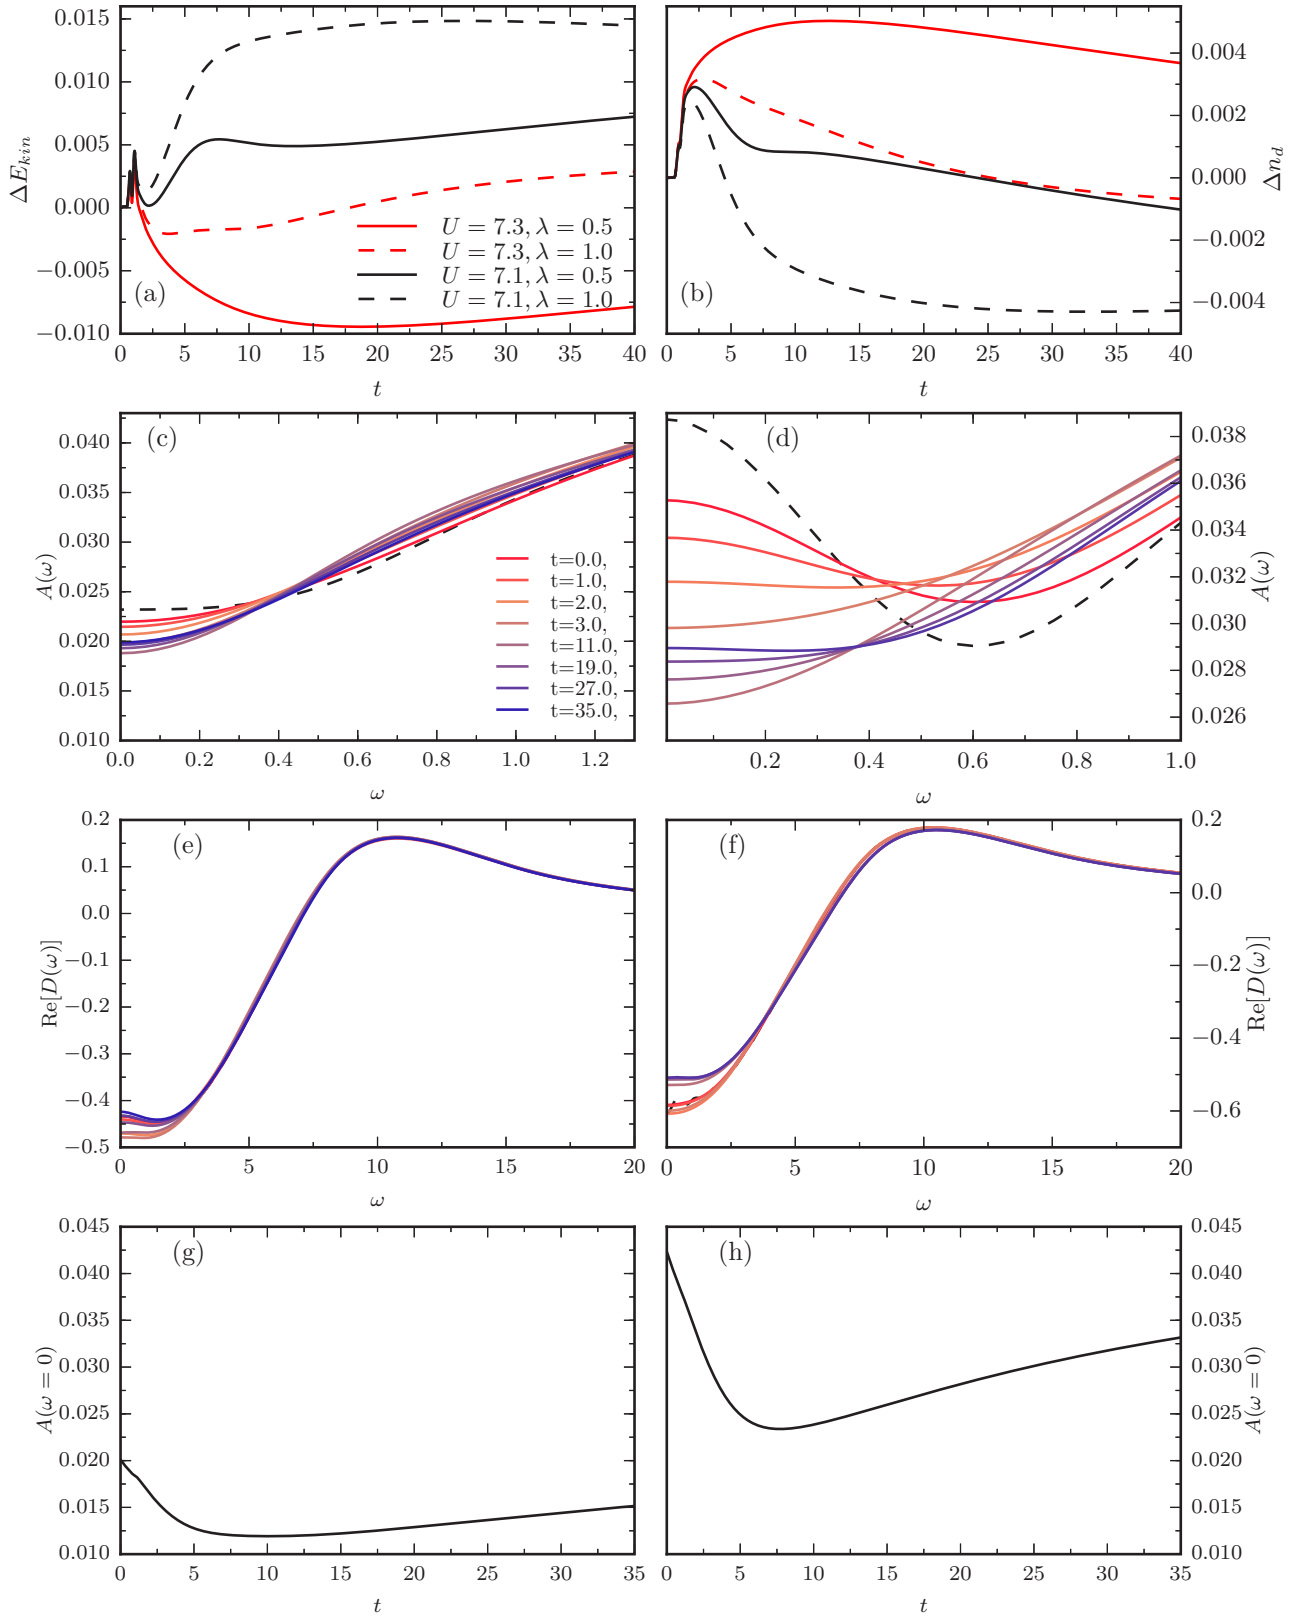 0.015
0.010
0.005
0.000
−0.005
−0.010
ΔE_kin
U = 7.3, λ = 0.5
U = 7.3, λ = 1.0
U = 7.1, λ = 0.5
U = 7.1, λ = 1.0
(a)
0 5 10 15 20 25 30 35 40
t
(b)
0.004
0.002
0.000
−0.002
−0.004
Δn_d
0 5 10 15 20 25 30 35 40
t
(c)
0.040
0.035
0.030
0.025
0.020
0.015
0.010
A(ω)
t=0.0,
t=1.0,
t=2.0,
t=3.0,
t=11.0,
t=19.0,
t=27.0,
t=35.0,
0.0 0.2 0.4 0.6 0.8 1.0 1.2
ω
(d)
0.038
0.036
0.034
0.032
0.030
0.028
0.026
A(ω)
0.2 0.4 0.6 0.8 1.0
ω
(e)
0.2
0.1
0.0
−0.1
−0.2
−0.3
−0.4
−0.5
Re[D(ω)]
0 5 10 15 20
ω
(f)
0.2
0.0
−0.2
−0.4
−0.6
Re[D(ω)]
0 5 10 15 20
ω
(g)
0.045
0.040
0.035
0.030
0.025
0.020
0.015
0.010
A(ω = 0)
0 5 10 15 20 25 30 35
t
(h)
0.045
0.040
0.035
0.030
0.025
0.020
0.015
0.010
A(ω = 0)
0 5 10 15 20 25 30 35
t